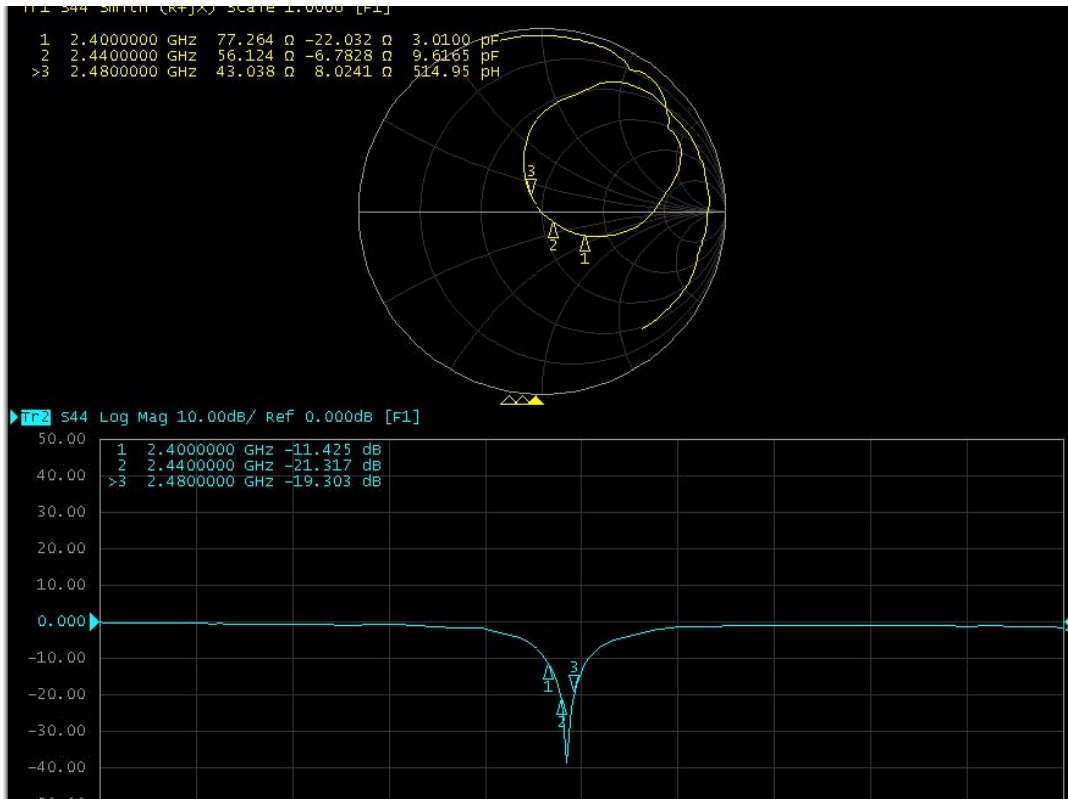 Tr1 S44 Smith (R+jX) Scale 1.000U [F1]
1 2.4000000 GHz 77.264 Ω -22.032 Ω 3.0100 pF
2 2.4400000 GHz 56.124 Ω -6.7828 Ω 9.6165 pF
>3 2.4800000 GHz 43.038 Ω 8.0241 Ω 514.95 pH
3
2
1
Tr2 S44 Log Mag 10.00dB/ Ref 0.000dB [F1]
50.00
1 2.4000000 GHz -11.425 dB
2 2.4400000 GHz -21.317 dB
>3 2.4800000 GHz -19.303 dB
40.00
30.00
20.00
10.00
0.000
-10.00
3
1
-20.00
2
-30.00
-40.00